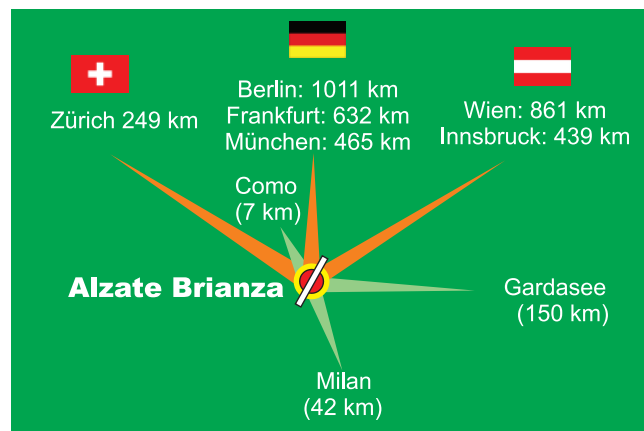 Zürich 249 km
Berlin: 1011 km
Frankfurt: 632 km
München: 465 km
Wien: 861 km
Innsbruck: 439 km
Como
(7 km)
Alzate Brianza
Gardasee
(150 km)
Milan
(42 km)